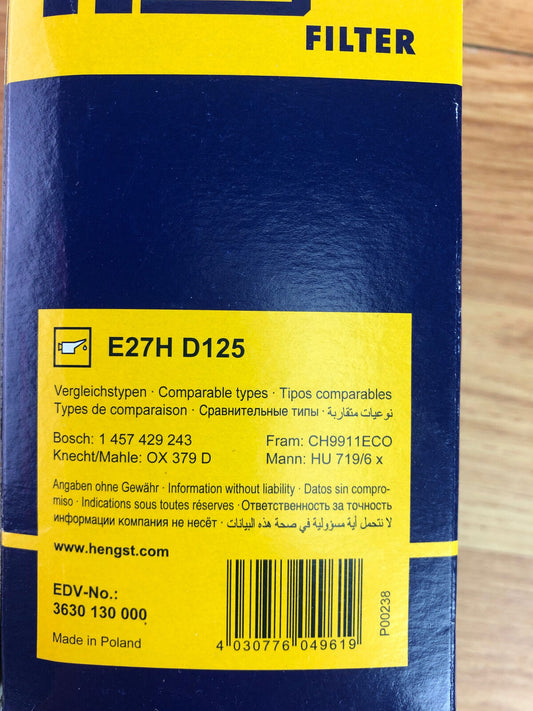 FILTER
E27H D125
Vergleichstypen · Comparable types · Tipos comparables
Types de comparaison · Сравнительные типы · نوعيات متقاربة
Bosch: 1 457 429 243 Fram: CH9911ECO
Knecht/Mahle: OX 379 D Mann: HU 719/6 x
Angaben ohne Gewähr · Information without liability · Datos sin compro-
miso · Indications sous toutes réserves · Ответственность за точность
информации компания не несёт · لا نتحمل أية مسؤولية في صحة هذه البيانات
www.hengst.com
EDV-No.:
3630 130 000
Made in Poland
4 030776 049619
P00238